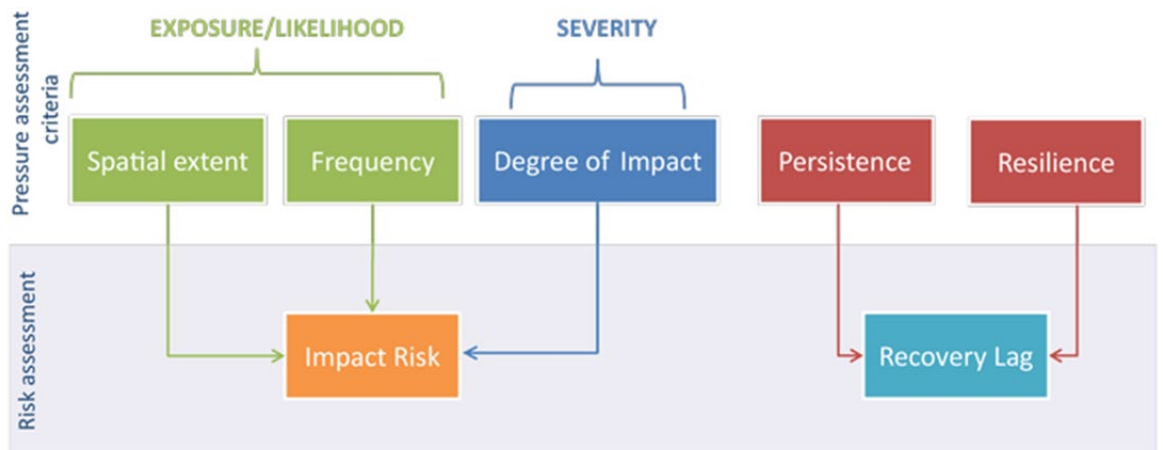 EXPOSURE/LIKELIHOOD
SEVERITY
Pressure assessment
criteria
Spatial extent
Frequency
Degree of Impact
Persistence
Resilience
Risk assessment
Impact Risk
Recovery Lag